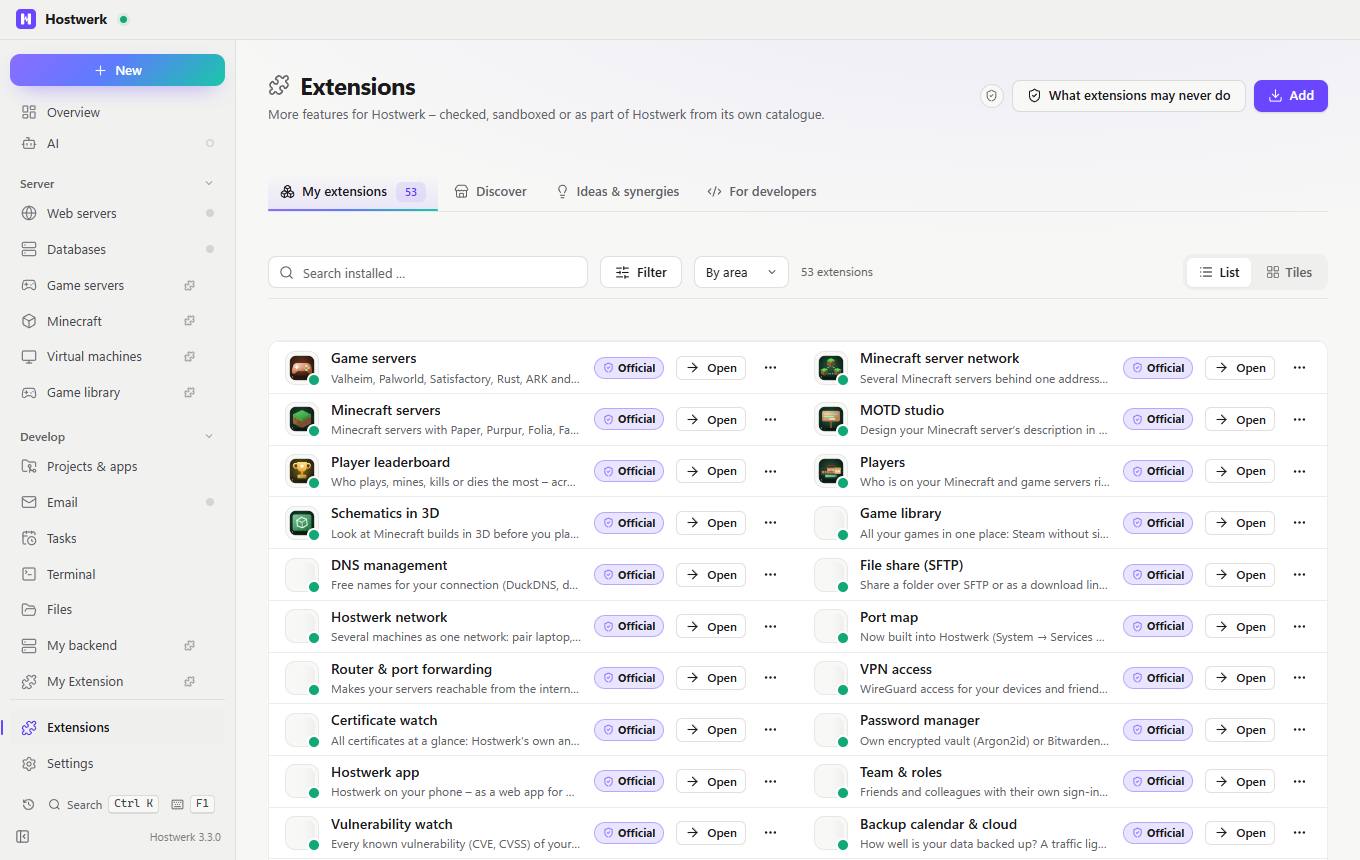 Hostwerk
New
Overview
AI
Server
Web servers
Databases
Game servers
Minecraft
Virtual machines
Game library
Develop
Projects & apps
Email
Tasks
Terminal
Files
My backend
My Extension
Extensions
Settings
Search Ctrl K F1
Hostwerk 3.3.0
Extensions
More features for Hostwerk – checked, sandboxed or as part of Hostwerk from its own catalogue.
What extensions may never do
Add
My extensions 53
Discover
Ideas & synergies
For developers
Search installed ...
Filter
By area
53 extensions
List
Tiles
Game servers
Valheim, Palworld, Satisfactory, Rust, ARK and...
Official
Open
Minecraft server network
Several Minecraft servers behind one address...
Official
Open
Minecraft servers
Minecraft servers with Paper, Purpur, Folia, Fa...
Official
Open
MOTD studio
Design your Minecraft server's description in ...
Official
Open
Player leaderboard
Who plays, mines, kills or dies the most – acr...
Official
Open
Players
Who is on your Minecraft and game servers ri...
Official
Open
Schematics in 3D
Look at Minecraft builds in 3D before you pla...
Official
Open
Game library
All your games in one place: Steam without si...
Official
Open
DNS management
Free names for your connection (DuckDNS, d...
Official
Open
File share (SFTP)
Share a folder over SFTP or as a download lin...
Official
Open
Hostwerk network
Several machines as one network: pair laptop,...
Official
Open
Port map
Now built into Hostwerk (System → Services ...
Official
Open
Router & port forwarding
Makes your servers reachable from the intern...
Official
Open
VPN access
WireGuard access for your devices and friend...
Official
Open
Certificate watch
All certificates at a glance: Hostwerk's own an...
Official
Open
Password manager
Own encrypted vault (Argon2id) or Bitwarden...
Official
Open
Hostwerk app
Hostwerk on your phone – as a web app for ...
Official
Open
Team & roles
Friends and colleagues with their own sign-in...
Official
Open
Vulnerability watch
Every known vulnerability (CVE, CVSS) of your...
Official
Open
Backup calendar & cloud
How well is your data backed up? A traffic lig...
Official
Open